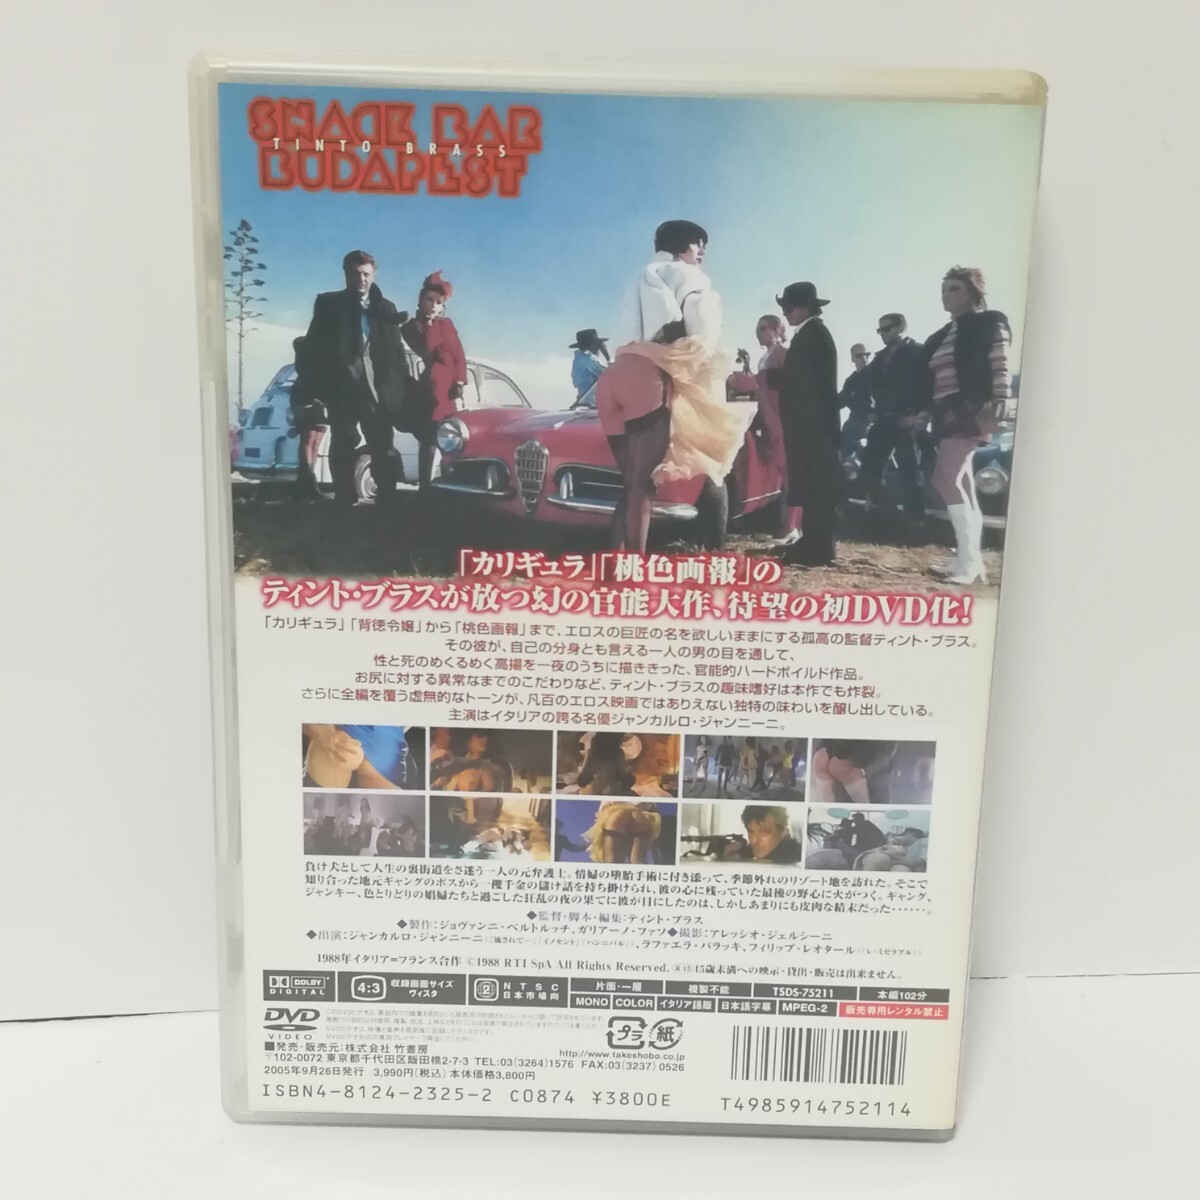 SNACK BAR
TINTO BRASS
BUDAPEST
「カリギュラ」「桃色画報」の
ティント・ブラスが放つ幻の官能大作、待望の初DVD化!
「カリギュラ」「背徳令嬢」から「桃色画報」まで、エロスの巨匠の名を欲しいままにする孤高の監督ティント・ブラス。
その彼が、自己の分身とも言える一人の男の目を通して、
性と死のめくるめく高揚を一夜のうちに描ききった、官能的ハードボイルド作品。
お尻に対する異常なまでのこだわりなど、ティント・ブラスの趣味嗜好は本作でも炸裂。
さらに全編を覆う虚無的なトーンが、凡百のエロス映画ではありえない独特の味わいを醸し出している。
主演はイタリアの誇る名優ジャンカルロ・ジャンニーニ。
負け犬として人生の裏街道をさ迷う一人の元弁護士。情婦の堕胎手術に付き添って、季節外れのリゾート地を訪れた。そこで
知り合った地元ギャングのボスから一攫千金の儲け話を持ち掛けられ、彼の心に残っていた最後の野心に火がつく。ギャング、
ジャンキー、色とりどりの娼婦たちと過ごした狂乱の夜の果てに彼が目にしたのは、しかしあまりにも皮肉な結末だった……。
◆監督・脚本・編集:ティント・ブラス
◆製作:ジョヴァンニ・ベルトルッチ、ガリアーノ・ファソ◆撮影:アレッシオ・ジェルシーニ
◆出演:ジャンカルロ・ジャンニーニ(『流されて…』『イノセント』『ハンニバル』)、ラファエラ・バラッキ、フィリップ・レオタール(『レ・ミゼラブル』)
1988年イタリア=フランス合作 ©1988 RTI SpA All Rights Reserved. R-15 15歳未満への映示・貸出・販売は出来ません。
DOLBY DIGITAL
4:3 収録画面サイズ ヴィスタ
2 NTSC 日本市場向
片面・一層 複製不能 TSDS-75211 本編102分
MONO COLOR イタリア語版 日本語字幕 MPEG-2 販売専用レンタル禁止
DVD VIDEO
プラ 紙
■発売・販売元:株式会社 竹書房
http://www.takeshobo.co.jp
〒102-0072 東京都千代田区飯田橋2-7-3 TEL:03(3264)1576 FAX:03(3237)0526
2005年9月26日発行 3,990円(税込) 本体価格3,800円
ISBN4-8124-2325-2 C0874 ¥3800E
T4985914752114